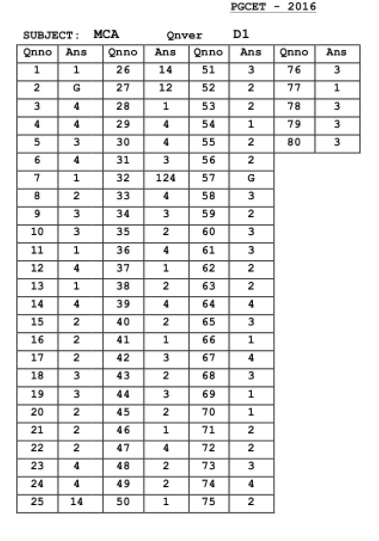 PGCET - 2016
SUBJECT: MCA Qnver D1
Qnno Ans Qnno Ans Qnno Ans Qnno Ans
1 1 26 14 51 3 76 3
2 G 27 12 52 2 77 1
3 4 28 1 53 2 78 3
4 4 29 4 54 1 79 3
5 3 30 4 55 2 80 3
6 4 31 3 56 2
7 1 32 124 57 G
8 2 33 4 58 3
9 3 34 3 59 2
10 3 35 2 60 3
11 1 36 4 61 3
12 4 37 1 62 2
13 1 38 2 63 2
14 4 39 4 64 4
15 2 40 2 65 3
16 2 41 1 66 1
17 2 42 3 67 4
18 3 43 2 68 3
19 3 44 3 69 1
20 2 45 2 70 1
21 2 46 1 71 2
22 2 47 4 72 2
23 4 48 2 73 3
24 4 49 2 74 4
25 14 50 1 75 2